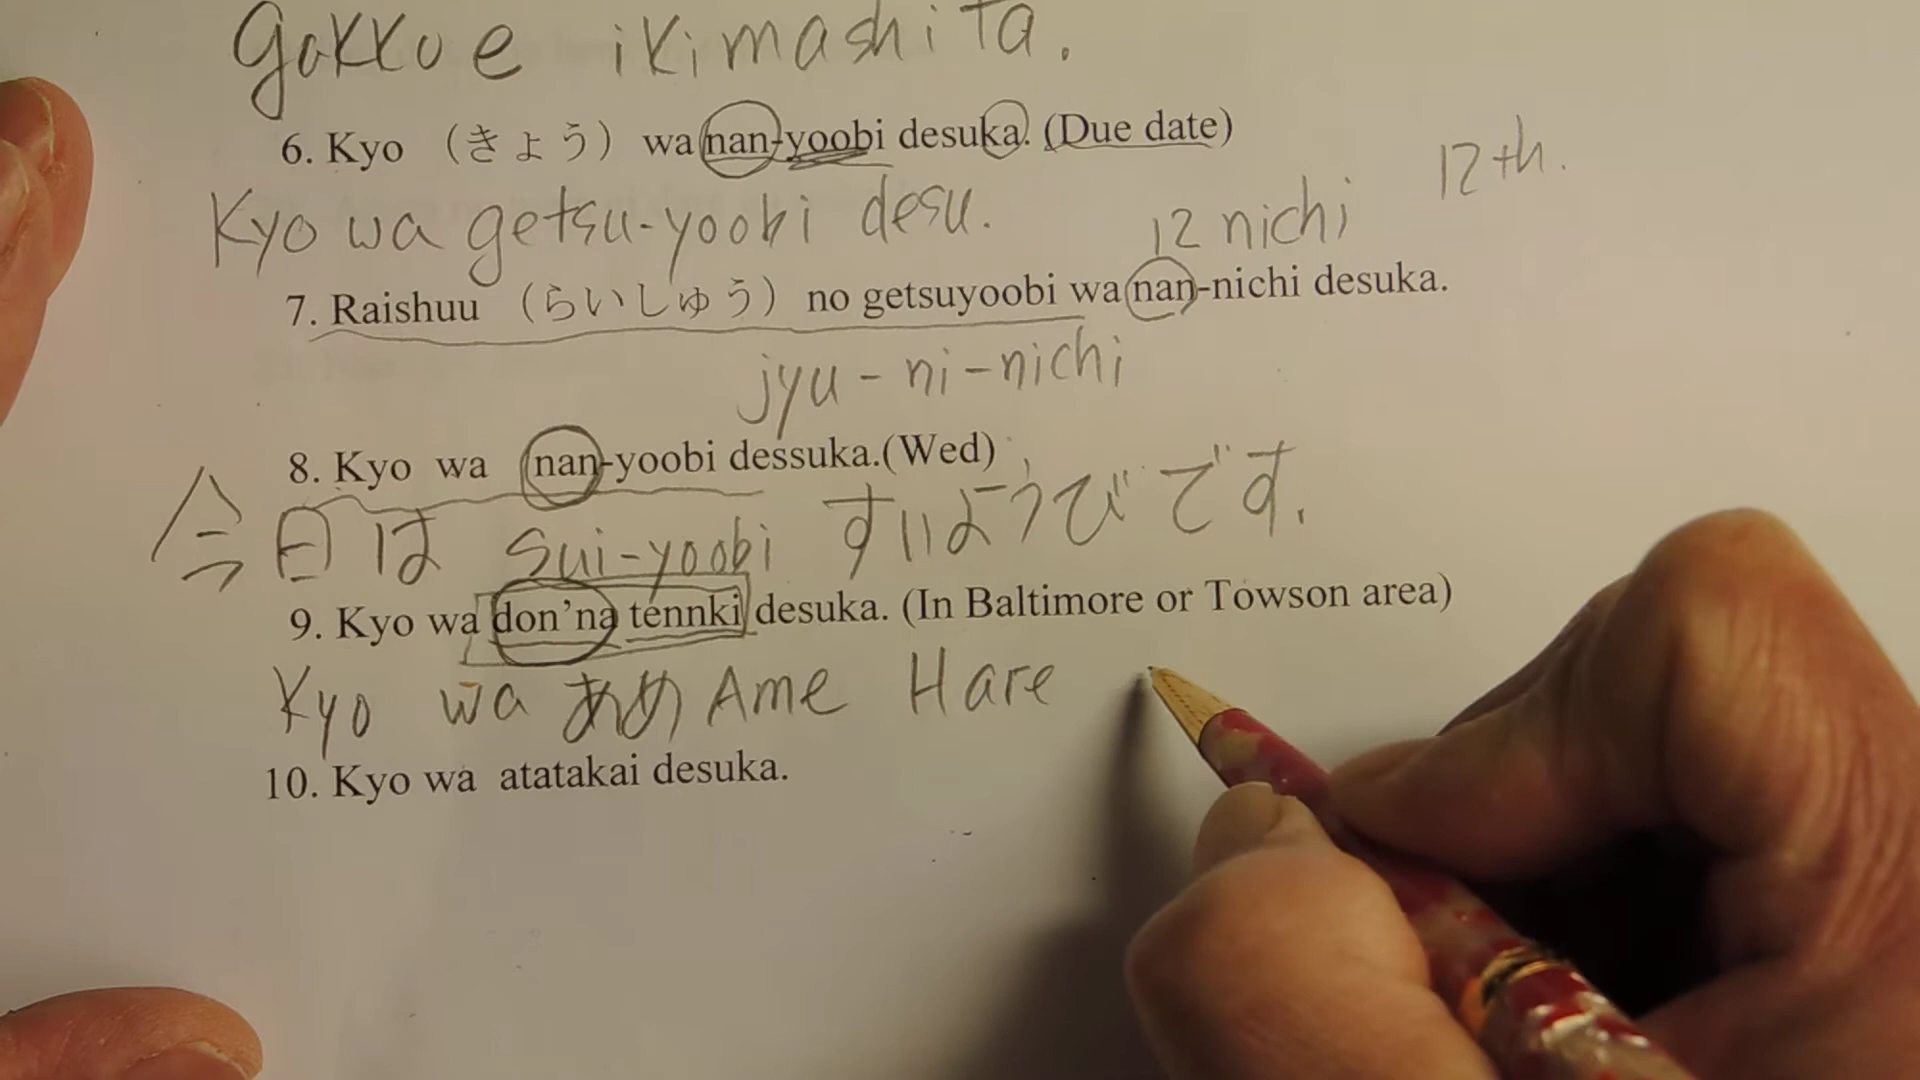 gakkoe ikimashita.
6. Kyo （きょう） wa nan-yoobi desuka. (Due date)
12th.
Kyo wa getsu-yoobi desu.
12 nichi
7. Raishuu （らいしゅう） no getsuyoobi wa nan-nichi desuka.
jyu-ni-nichi
8. Kyo wa nan-yoobi dessuka.(Wed)
今日は sui-yoobi すいようびです.
9. Kyo wa don'na tennki desuka. (In Baltimore or Towson area)
Kyo wa あめ Ame Hare
10. Kyo wa atatakai desuka.